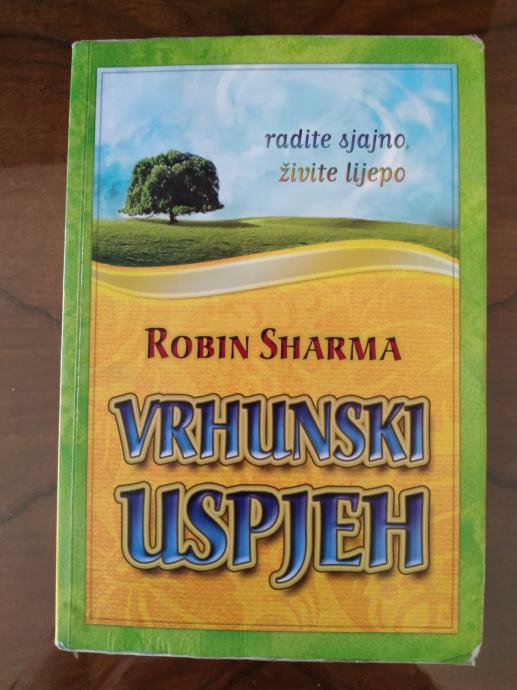 radite sjajno,
živite lijepo
ROBIN SHARMA
VRHUNSKI
USPJEH